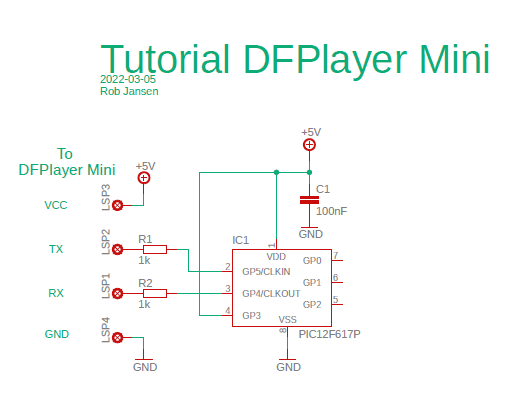 Tutorial DFPlayer Mini
2022-03-05
Rob Jansen
+5V
To
DFPlayer Mini
+5V
LSP3
VCC
C1
100nF
GND
LSP2
TX
R1
1k
IC1
1
VDD
GP0
7
2
GP5/CLKIN
GP1
6
LSP1
RX
R2
1k
3
GP4/CLKOUT
GP2
5
4
GP3
VSS
8
PIC12F617P
LSP4
GND
GND
GND